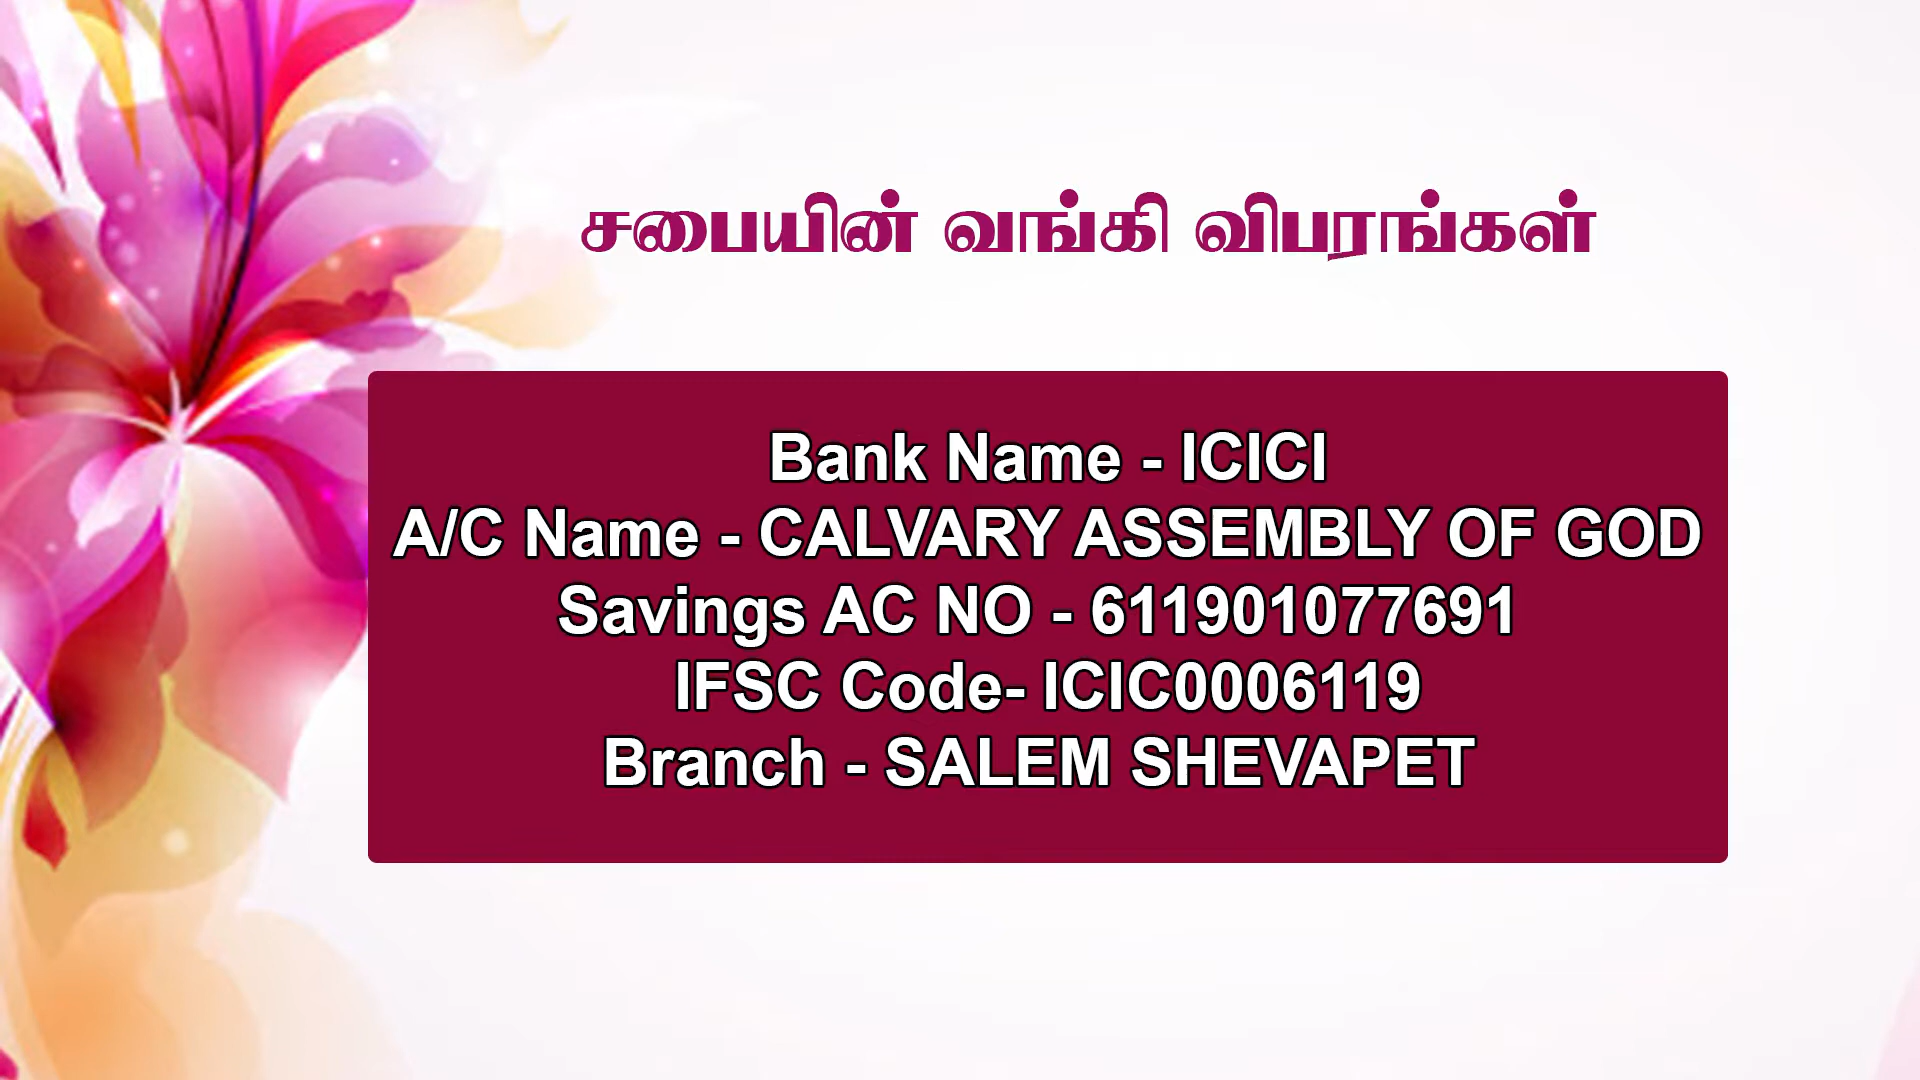 சபையின் வங்கி விபரங்கள்
Bank Name - ICICI
A/C Name - CALVARY ASSEMBLY OF GOD
Savings AC NO - 611901077691
IFSC Code- ICIC0006119
Branch - SALEM SHEVAPET